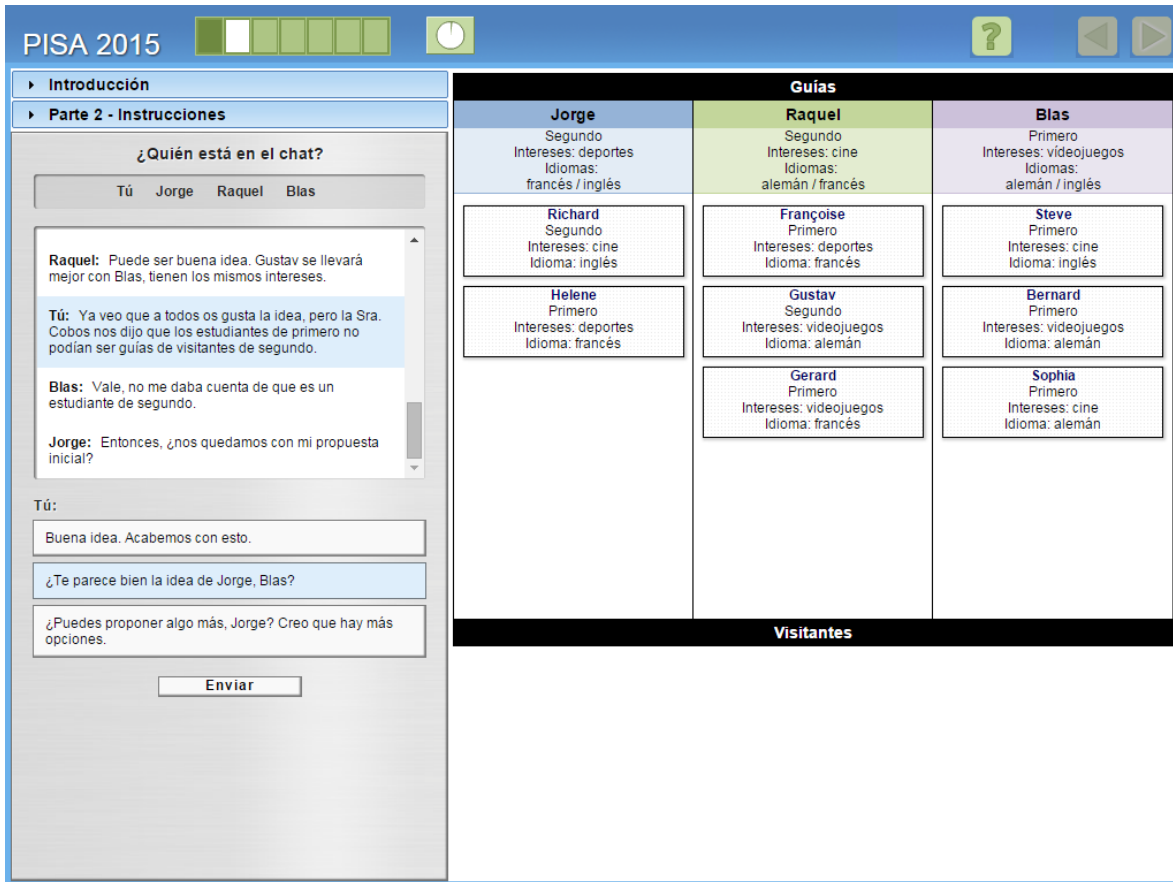 PISA 2015
?
Introducción
Parte 2 - Instrucciones
¿Quién está en el chat?
Tú Jorge Raquel Blas
Raquel: Puede ser buena idea. Gustav se llevará
mejor con Blas, tienen los mismos intereses.
Tú: Ya veo que a todos os gusta la idea, pero la Sra.
Cobos nos dijo que los estudiantes de primero no
podían ser guías de visitantes de segundo.
Blas: Vale, no me daba cuenta de que es un
estudiante de segundo.
Jorge: Entonces, ¿nos quedamos con mi propuesta
inicial?
Tú:
Buena idea. Acabemos con esto.
¿Te parece bien la idea de Jorge, Blas?
¿Puedes proponer algo más, Jorge? Creo que hay más
opciones.
Enviar
Guías
Jorge
Segundo
Intereses: deportes
Idiomas:
francés / inglés
Richard
Segundo
Intereses: cine
Idioma: inglés
Helene
Primero
Intereses: deportes
Idioma: francés
Raquel
Segundo
Intereses: cine
Idiomas:
alemán / francés
Françoise
Primero
Intereses: deportes
Idioma: francés
Gustav
Segundo
Intereses: videojuegos
Idioma: alemán
Gerard
Primero
Intereses: videojuegos
Idioma: francés
Blas
Primero
Intereses: vídeojuegos
Idiomas:
alemán / inglés
Steve
Primero
Intereses: cine
Idioma: inglés
Bernard
Primero
Intereses: videojuegos
Idioma: alemán
Sophia
Primero
Intereses: cine
Idioma: alemán
Visitantes